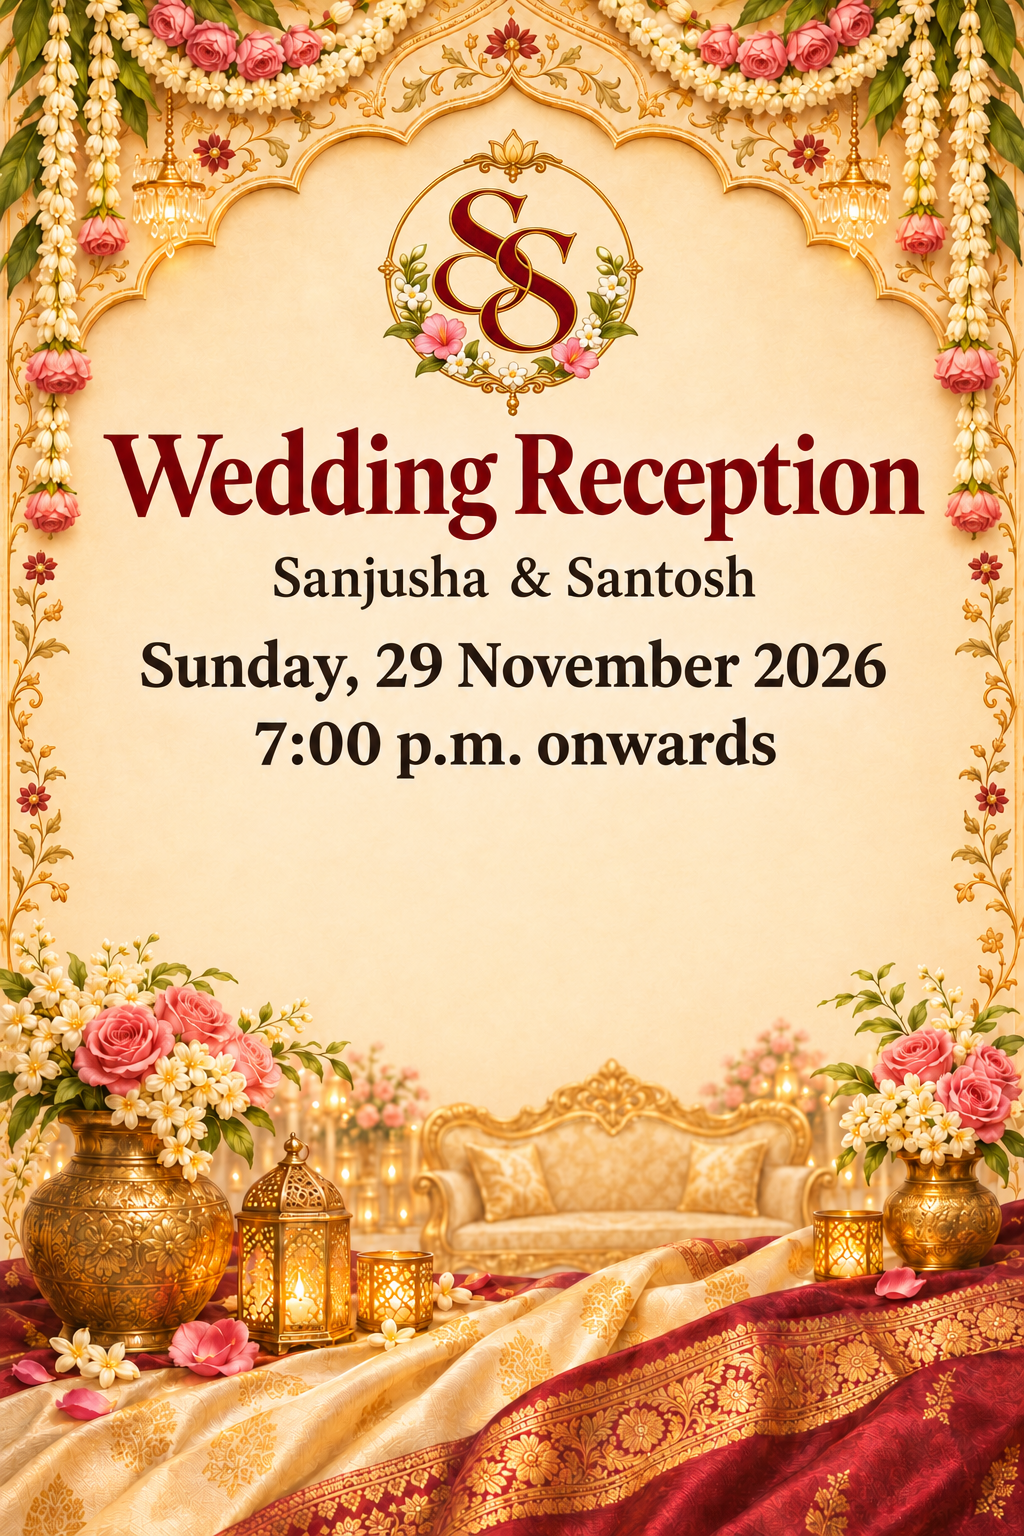 SS
Wedding Reception
Sanjusha & Santosh
Sunday, 29 November 2026
7:00 p.m. onwards